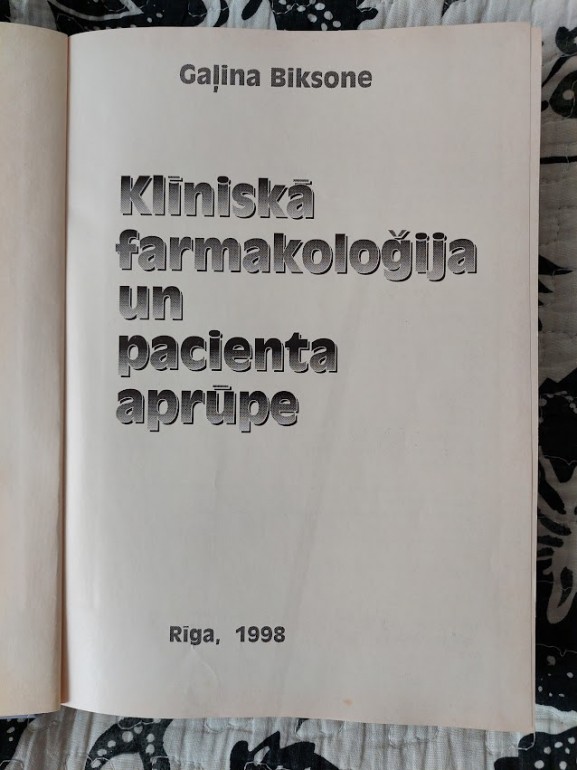 Gaļina Biksone
Klīniskā
farmakoloģija
un
pacienta
aprūpe
Rīga, 1998